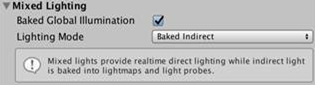 Mixed Lighting
Baked Global Illumination
Lighting Mode Baked Indirect
Mixed lights provide realtime direct lighting while indirect light
is baked into lightmaps and light probes.